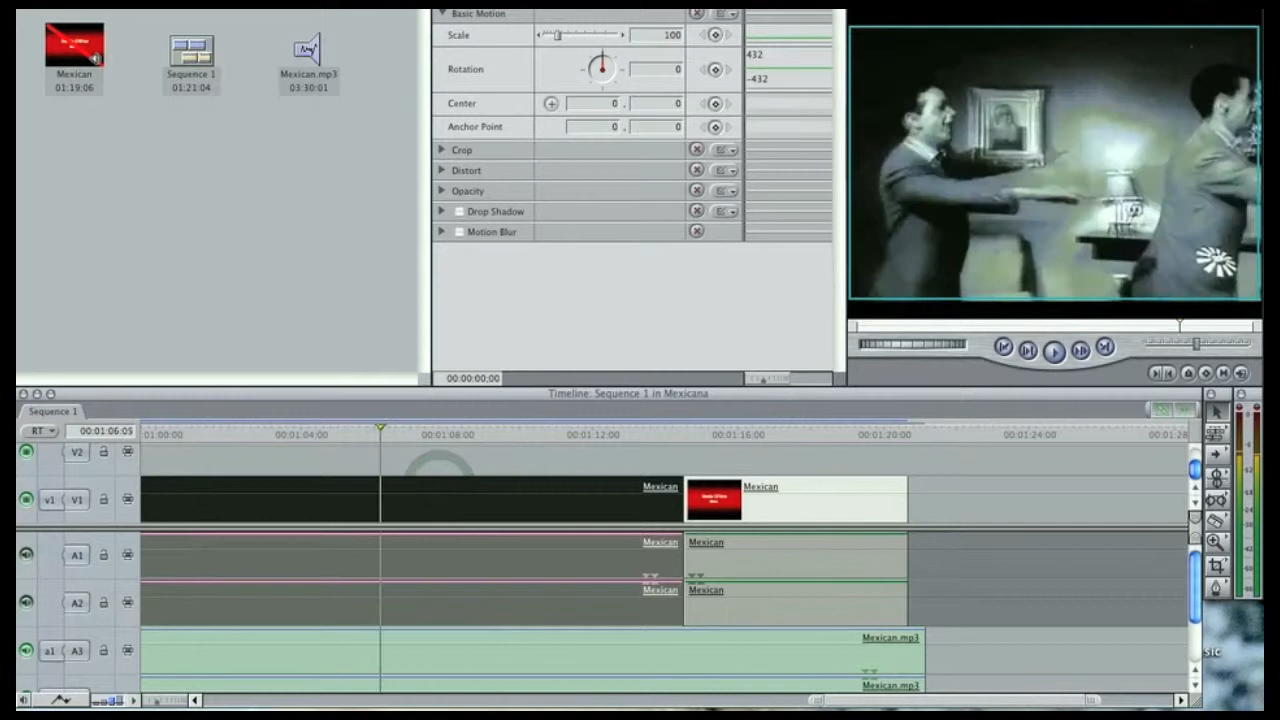 Basic Motion
Scale 100
432
Rotation 0
-432
Center 0 . 0
Anchor Point 0 . 0
Crop
Distort
Opacity
Drop Shadow
Motion Blur
00:00:00;00
Mexican
01:19:06
Sequence 1
01:21:04
Mexican.mp3
03:30:01
Timeline: Sequence 1 in Mexicana
Sequence 1
RT 00:01:06:05 :01:00:00 00:01:04:00 00:01:08:00 00:01:12:00 00:01:16:00 00:01:20:00 00:01:24:00 00:01:28
V2
v1 V1 Mexican Mexican
A1 Mexican Mexican
A2 Mexican Mexican
a1 A3 Mexican.mp3
Mexican.mp3
sic